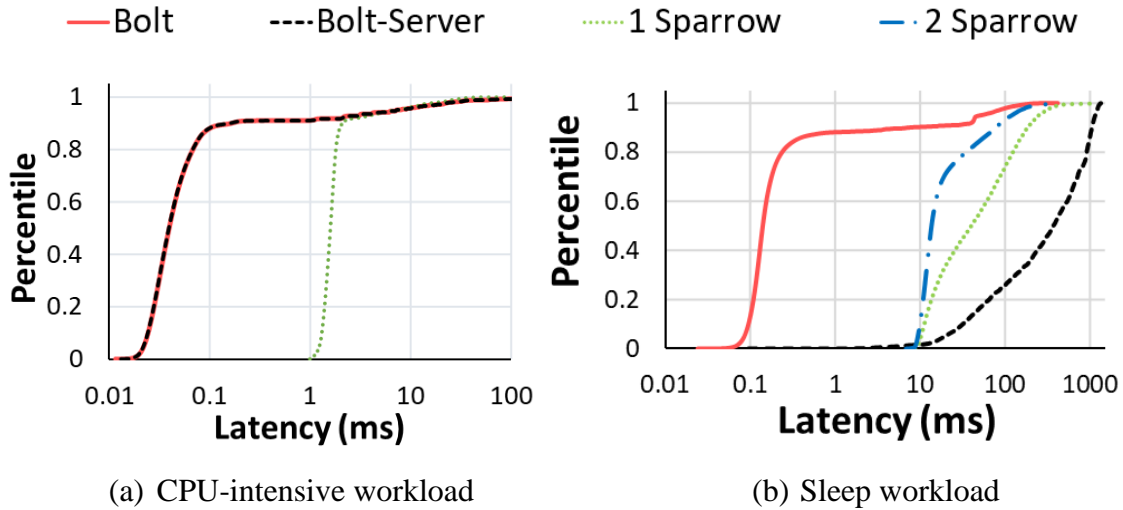 Bolt Bolt-Server 1 Sparrow 2 Sparrow
Percentile
1
0.8
0.6
0.4
0.2
0
0.01 0.1 1 10 100
Latency (ms)
(a) CPU-intensive workload
Percentile
1
0.8
0.6
0.4
0.2
0
0.01 0.1 1 10 100 1000
Latency (ms)
(b) Sleep workload